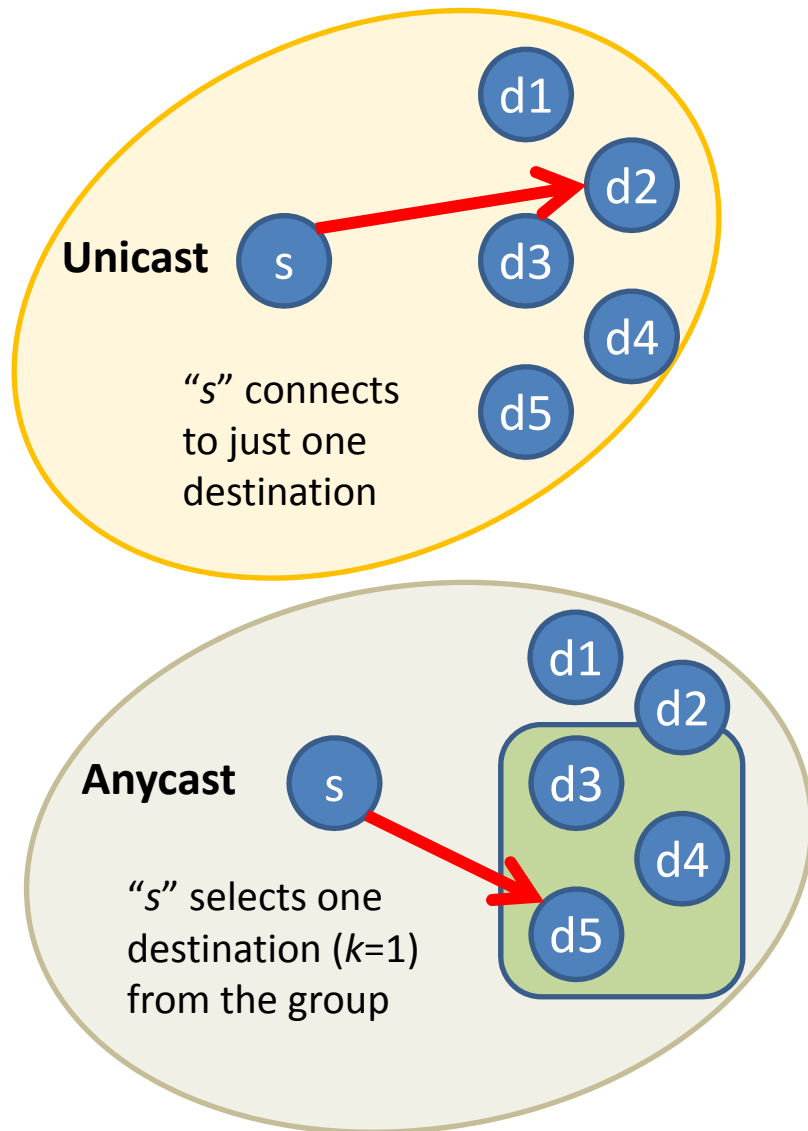 d1
d2
Unicast
s
d3
d4
“s” connects
to just one
destination
d5
d1
d2
Anycast
s
d3
d4
“s” selects one
destination (k=1)
from the group
d5